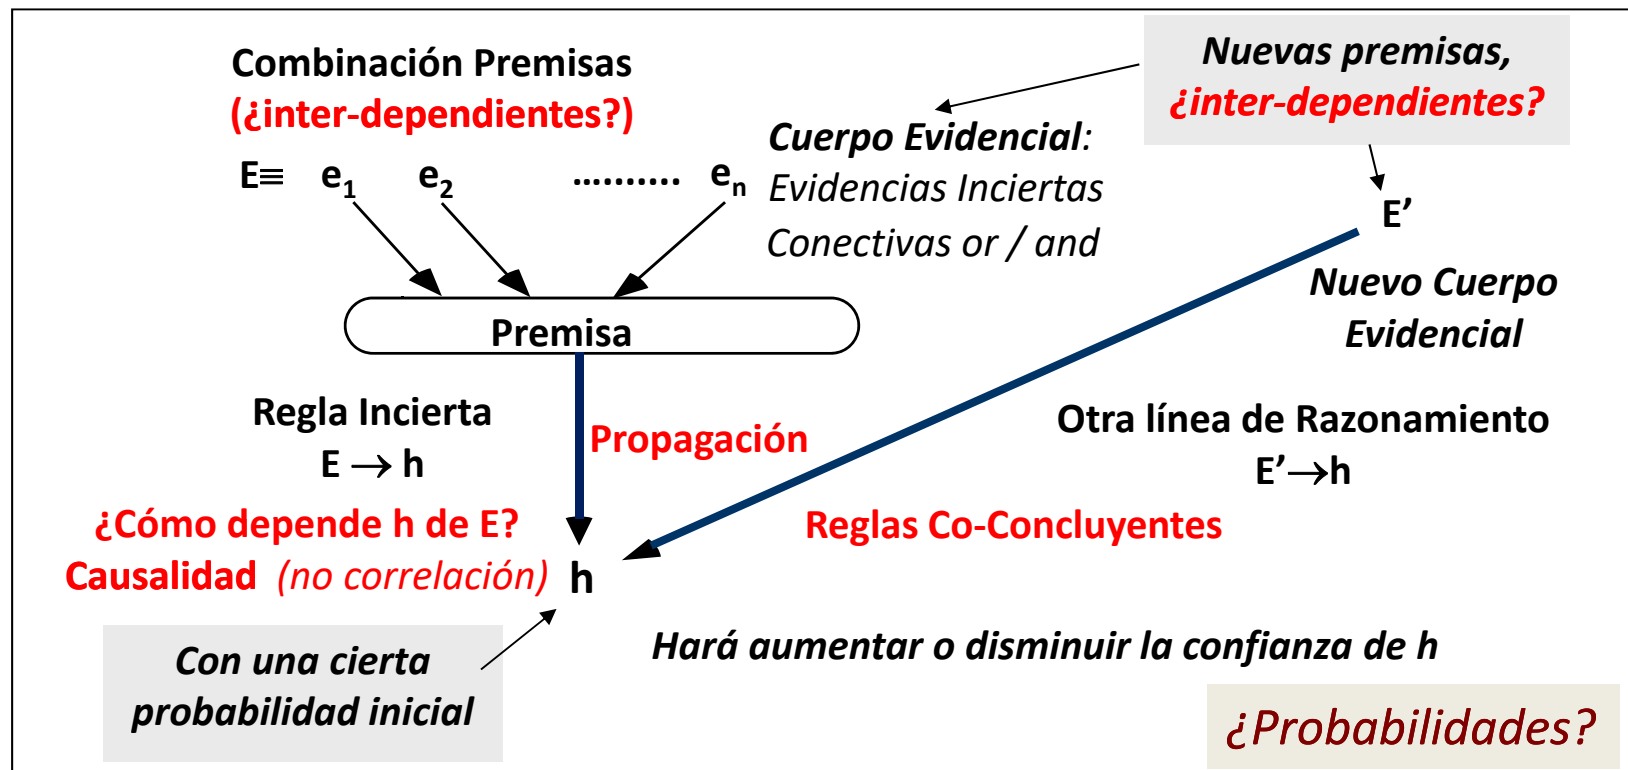 Combinación Premisas
(¿inter-dependientes?)
E≡ e1 e2 .......... en
Cuerpo Evidencial:
Evidencias Inciertas
Conectivas or / and
Nuevas premisas,
¿inter-dependientes?
E’
Nuevo Cuerpo
Evidencial
Premisa
Regla Incierta
E → h
Propagación
Otra línea de Razonamiento
E’→h
¿Cómo depende h de E?
Causalidad (no correlación)
h
Reglas Co-Concluyentes
Con una cierta
probabilidad inicial
Hará aumentar o disminuir la confianza de h
¿Probabilidades?